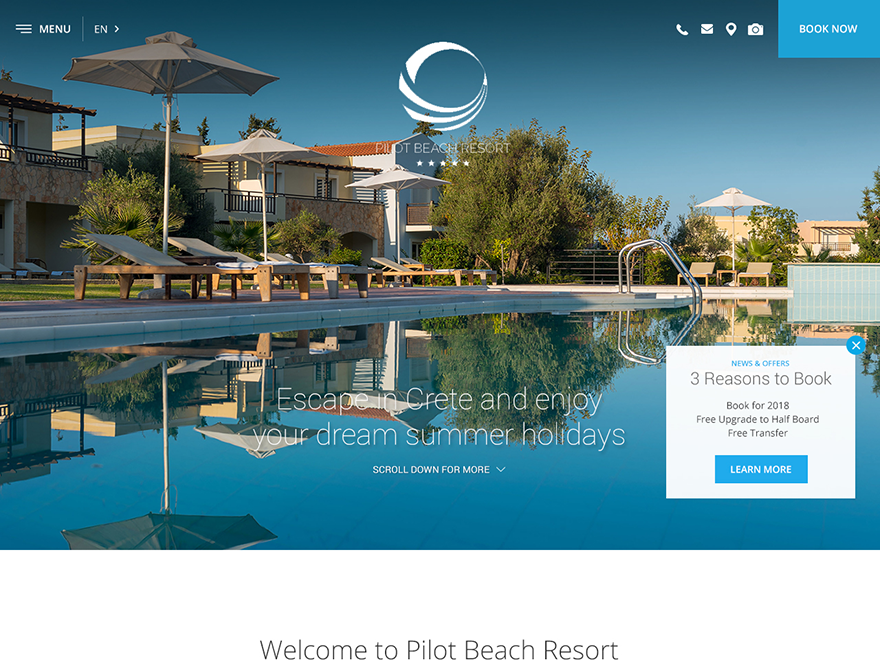 MENU
EN
BOOK NOW
PILOT BEACH RESORT
NEWS & OFFERS
3 Reasons to Book
Book for 2018
Free Upgrade to Half Board
Free Transfer
LEARN MORE
Escape in Crete and enjoy
your dream summer holidays
SCROLL DOWN FOR MORE
Welcome to Pilot Beach Resort